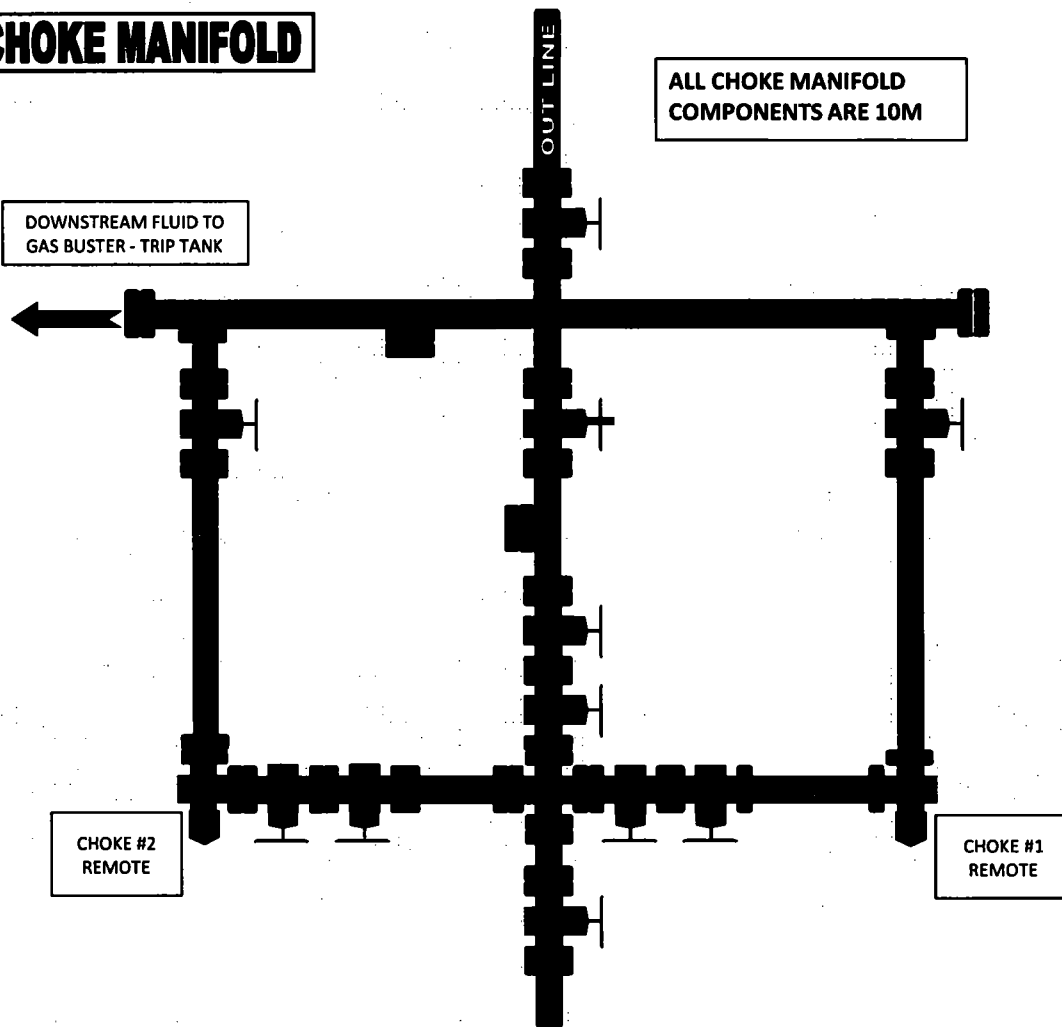 CHOKE MANIFOLD
OUT LINE
ALL CHOKE MANIFOLD
COMPONENTS ARE 10M
DOWNSTREAM FLUID TO
GAS BUSTER - TRIP TANK
CHOKE #2
REMOTE
CHOKE #1
REMOTE